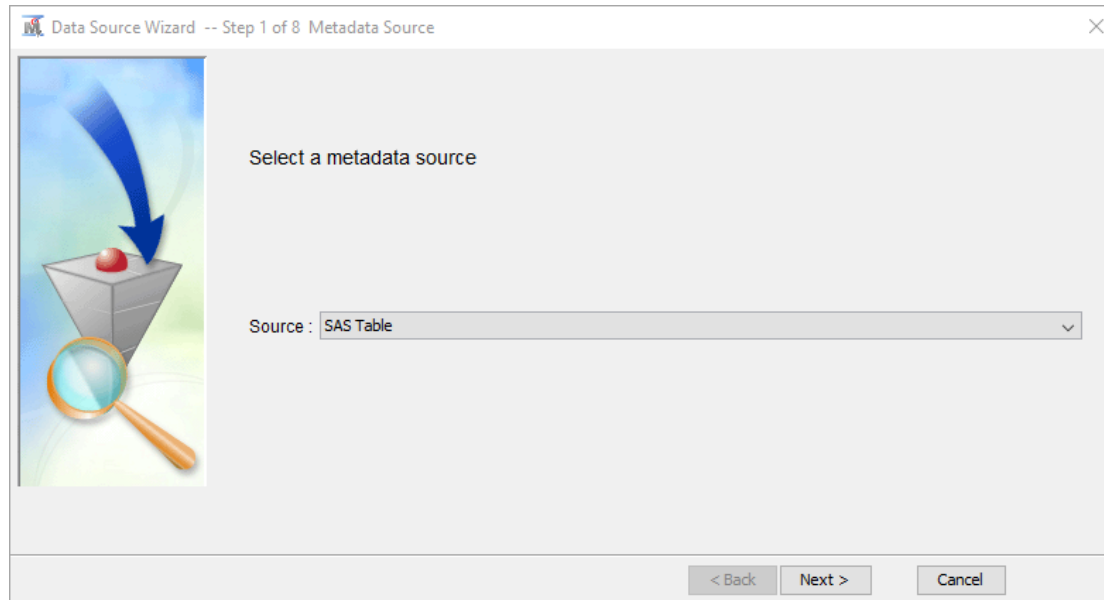 Data Source Wizard -- Step 1 of 8 Metadata Source
Select a metadata source
Source : SAS Table
< Back Next > Cancel